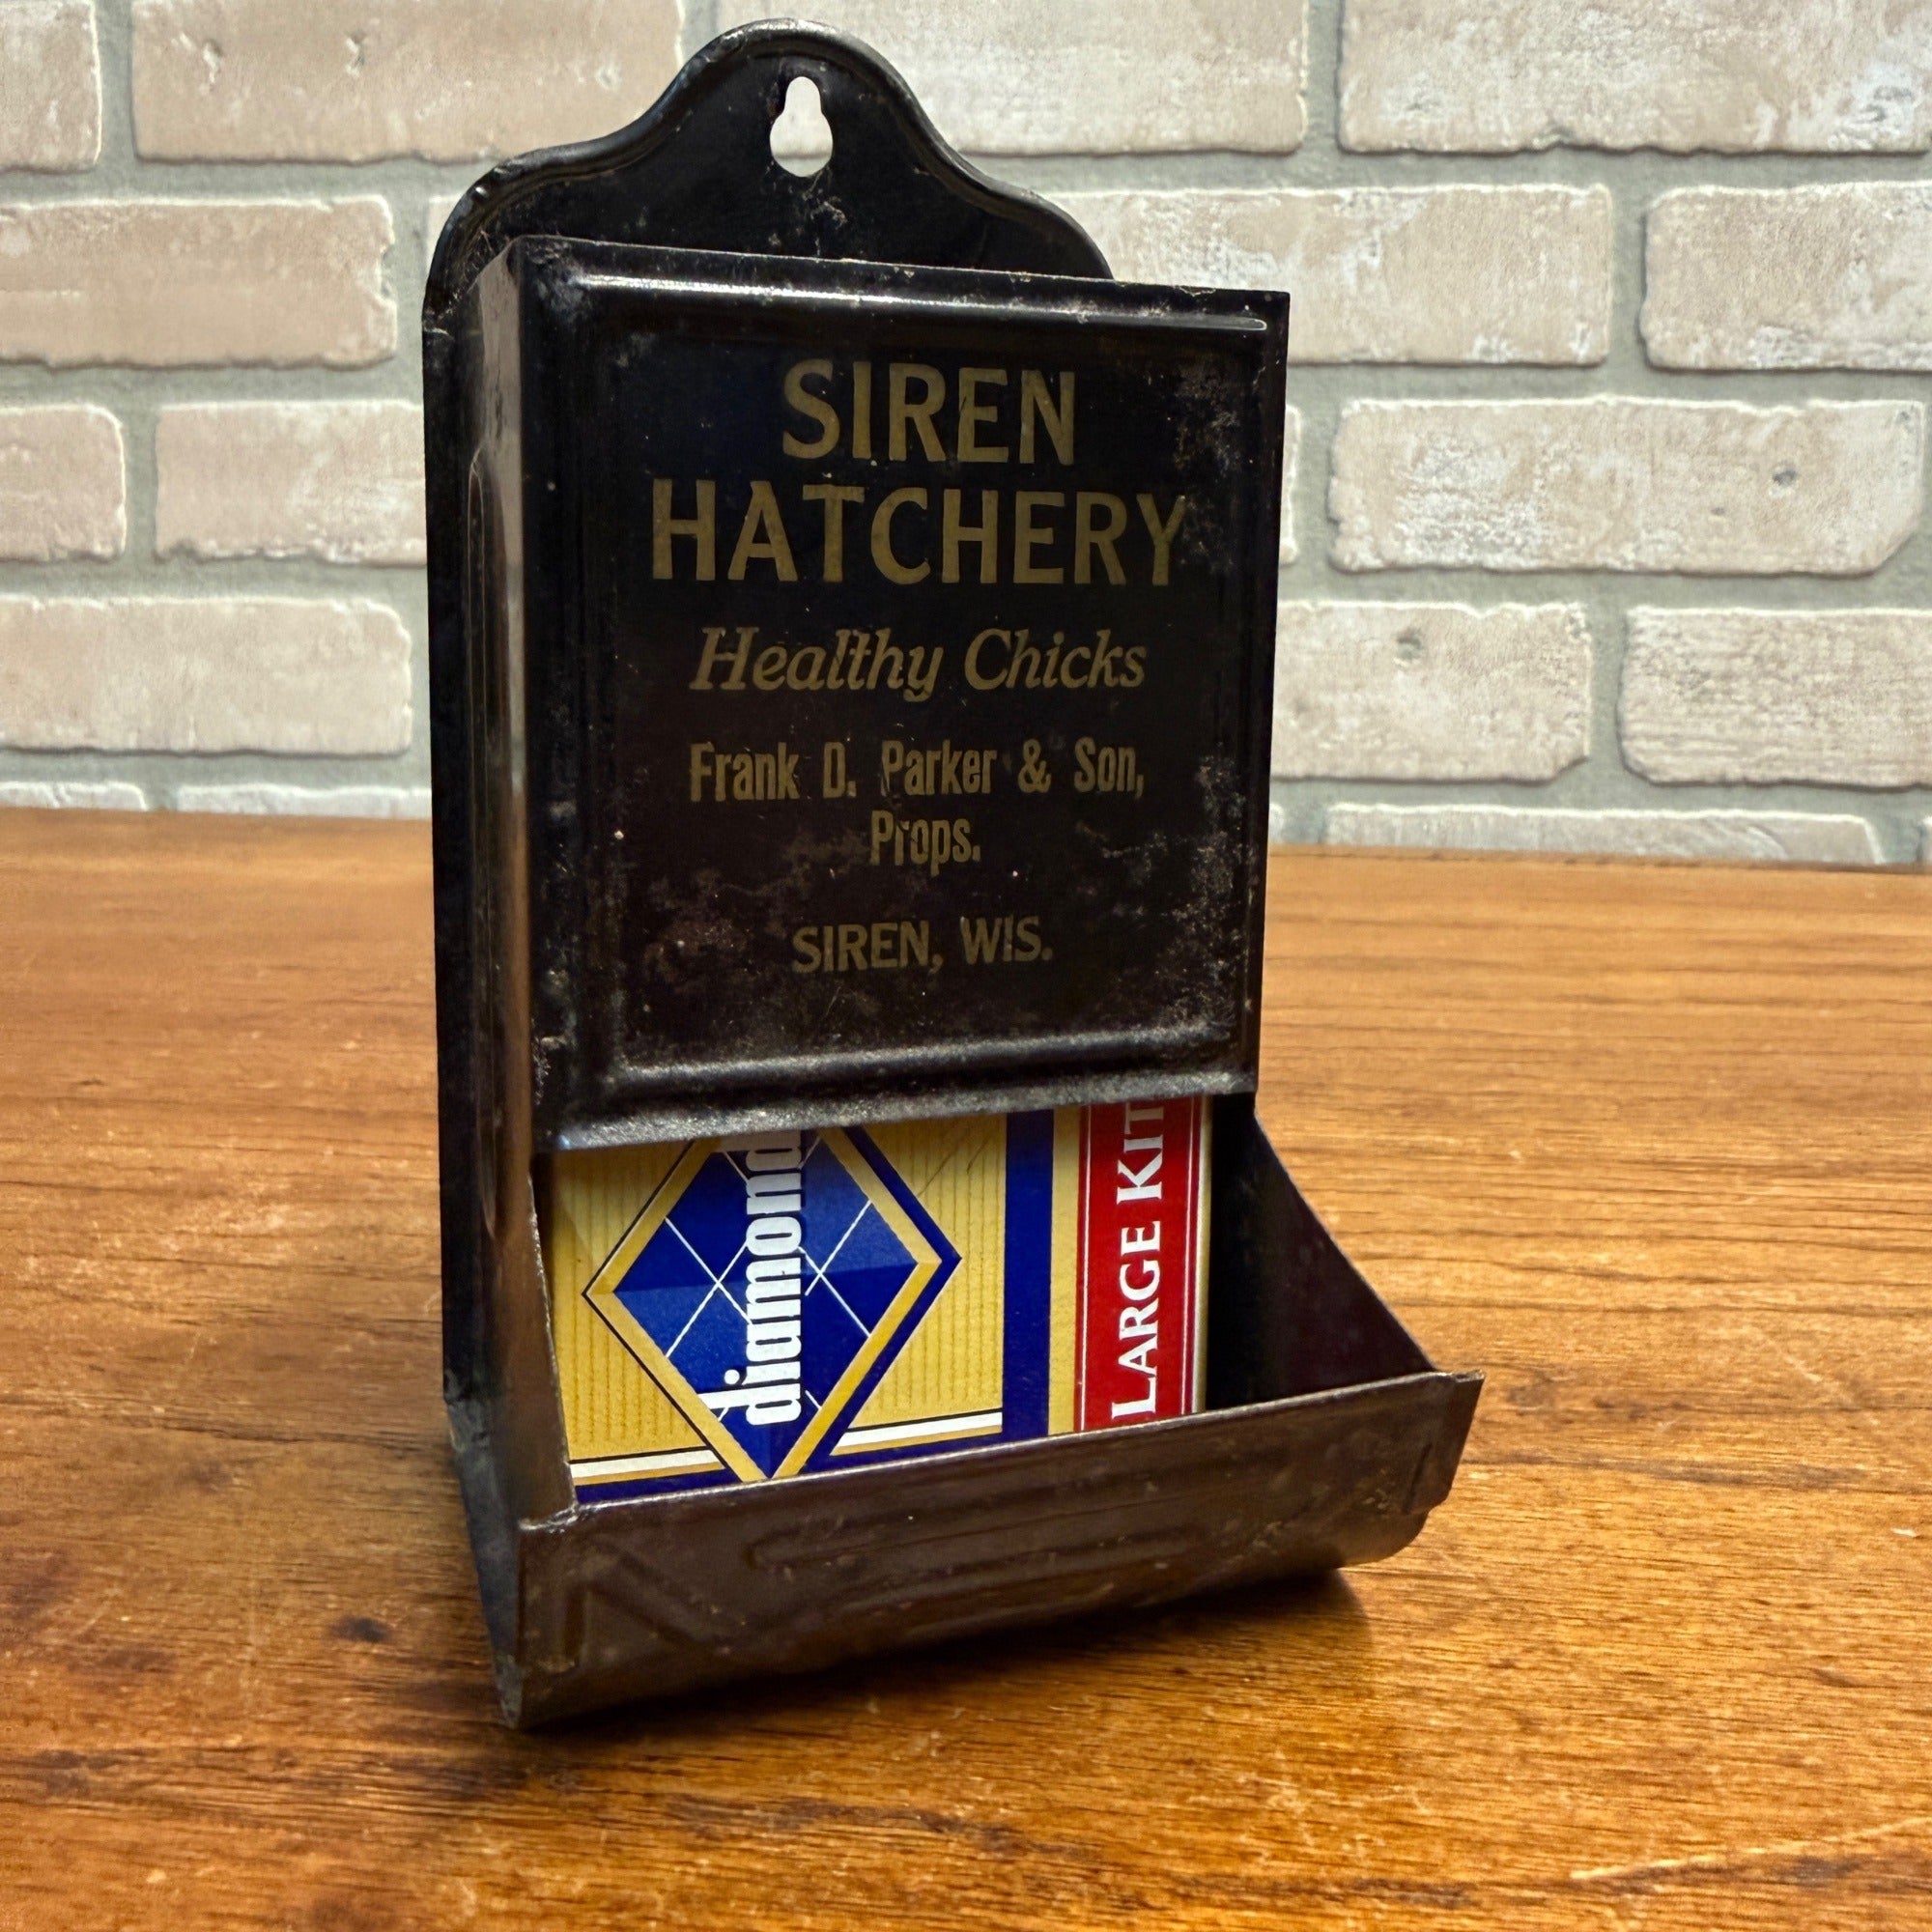 SIREN
HATCHERY
Healthy Chicks
Frank D. Parker & Son,
Props.
SIREN, WIS.
diamond
LARGE KIT